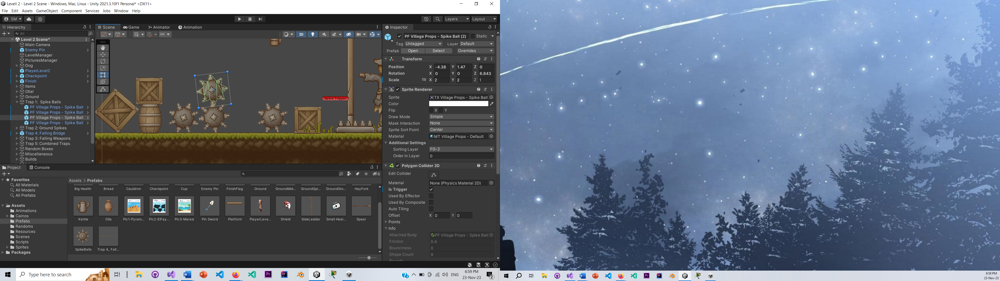 Levell 2 - Level 2 Scene - Windows, Mac, Linux - Unity 2021.3.10f1 Personal* <DX11>
File Edit Assets GameObject Component Services Jobs Window Help
SM Layers Layout
Hierarchy
All
Level 2 Scene*
Main Camera
Enemy Pin
LevelManager
PicturesManager
Dog
PlayerLevel2
Checkpoint
Finish
Items
Ollal
Ground
Trap 1: Spike Balls
PF Village Props - Spike Ball
PF Village Props - Spike Ball
PF Village Props - Spike Ball
PF Village Props - Spike Ball
Trap 2: Ground Spikes
Trap 4: Falling Bridge
Trap 3: Falling Weapons
Trap 5: Combined Traps
Random Boxes
Miscellaneous
Builds
Scene Game Animator Animation
2D
Spike Trigger
Inspector
PF Village Props - Spike Ball (2) Static
Tag Untagged Layer Default
Prefab Open Select Overrides
Transform
Position X -4.38 Y 1.47 Z 0
Rotation X 0 Y 0 Z 6.843
Scale X 2 Y 2 Z 1
Sprite Renderer
Sprite TX Village Props - Spike Ball
Color
Flip X Y
Draw Mode Simple
Mask Interaction None
Sprite Sort Point Center
Material MT Village Props - Default
Additional Settings
Sorting Layer FG-2
Order in Layer 0
Polygon Collider 2D
Edit Collider
Material None (Physics Material 2D)
Is Trigger
Used By Effector
Used By Composite
Auto Tiling
Offset X 0 Y 0
Points
Info
Attached Body PF Village Props - Spike Ball
Friction 0.4
Bounciness 0
Shape Count 9
Project Console
6
Favorites
All Materials
All Models
All Prefabs
Assets
Animations
Cainos
Prefabs
Randoms
Resources
Scenes
Scripts
Sprites
Packages
Assets > Prefabs
Big Health Bread Cauldron Checkpoint Cup Enemy Pin FinishFlag Ground GroundMid... GroundSpi... GroundSto... HayFork
Kettle Olla Pic1-Pyram... Pic2-ElFay... Pic3-Marasi Pin Sword Platform PlayerLeve... Shield SideLadder Small Heal... Spear
SpikeBalls Trap 4_ Fall...
Type here to search
ENG
6:59 PM
23-Nov-23
2
6:59 PM
23-Nov-23